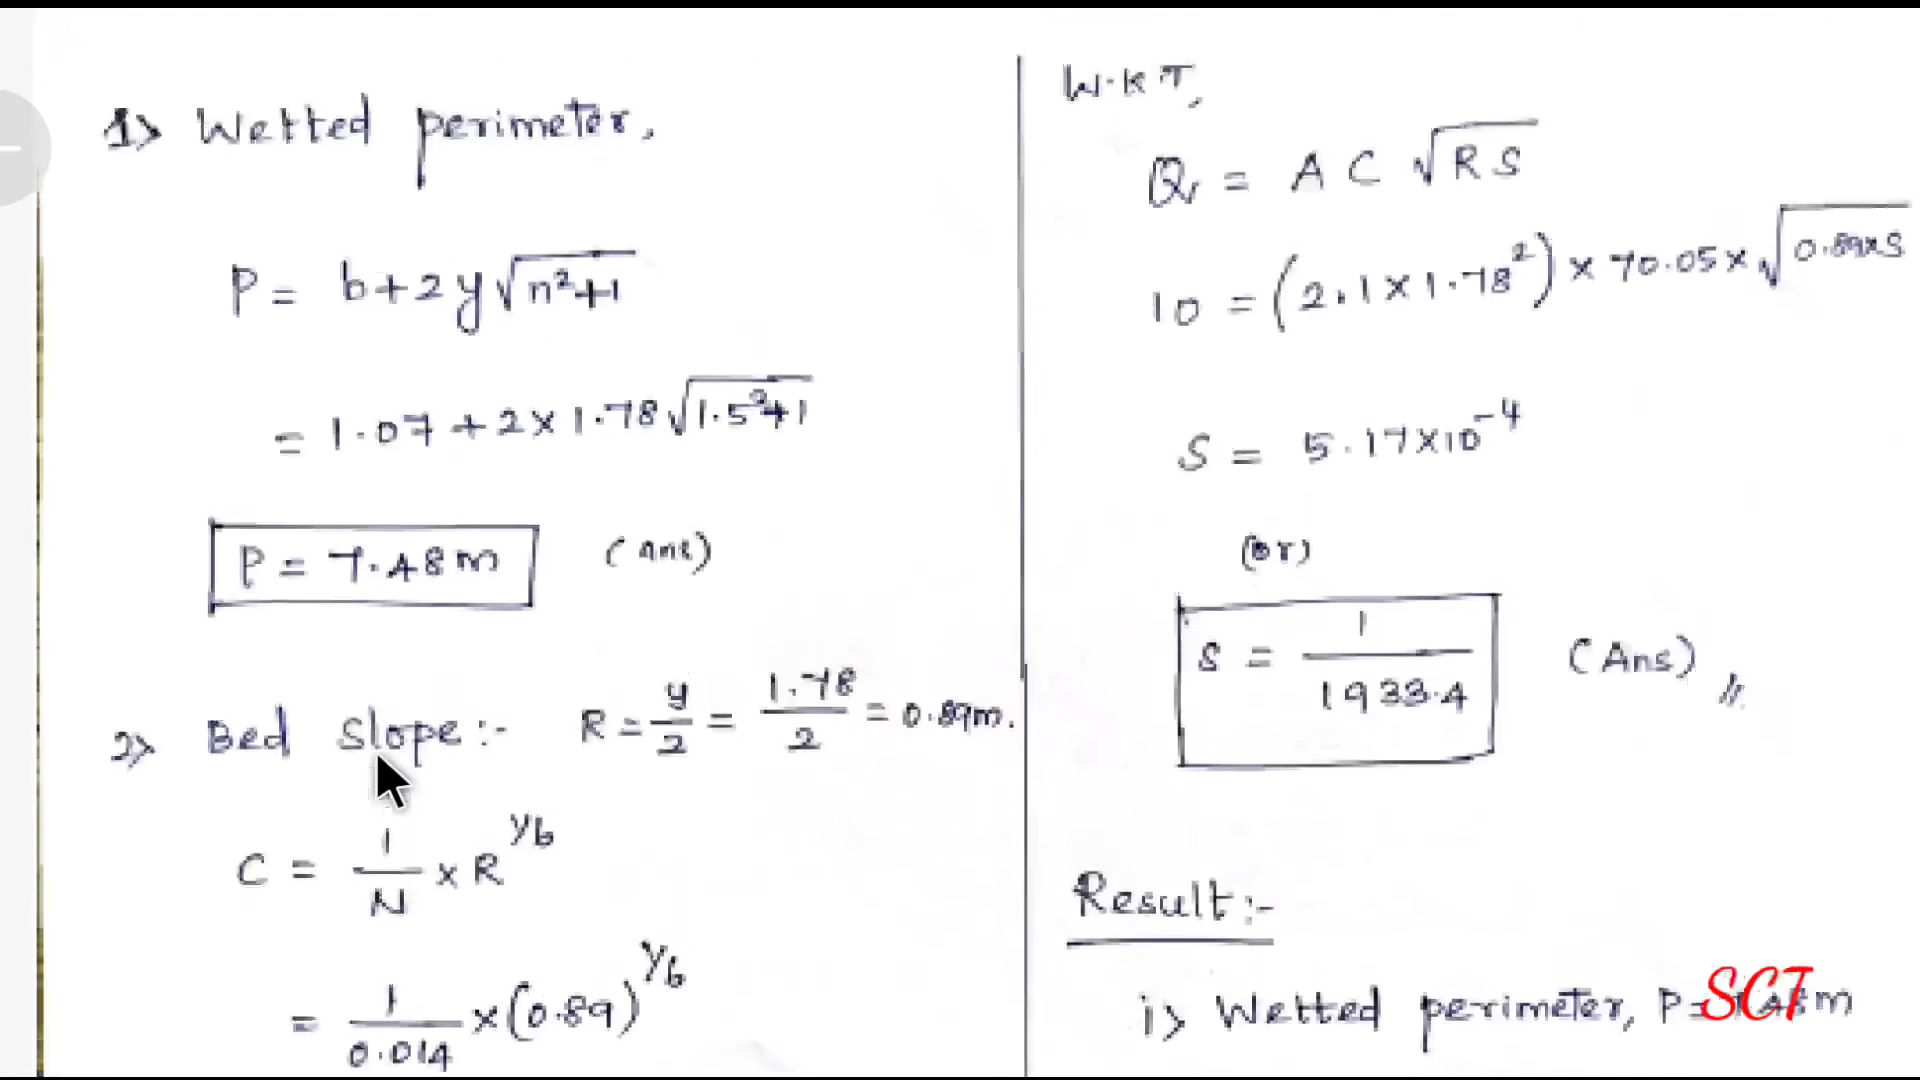 1> Wetted perimeter,
P = b+2y√n²+1
= 1.07 + 2 × 1.78 √1.5²+1
P = 7.48 m (Ans)
2> Bed slope:- R = y/2 = 1.78/2 = 0.89m.
C = 1/N × R^1/6
= 1/0.014 × (0.89)^1/6
W.K.T,
Q = A C √RS
10 = (2.1 × 1.78²) × 70.05 × √0.89×S
S = 5.17×10⁻⁴
(or)
S = 1/1933.4 (Ans)
Result:-
i> Wetted perimeter, P = m
SCT